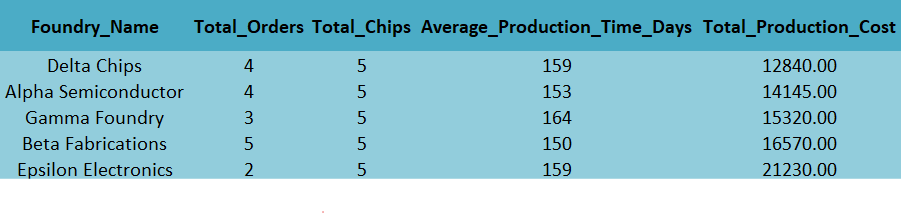 Foundry_Name Total_Orders Total_Chips Average_Production_Time_Days Total_Production_Cost
Delta Chips 4 5 159 12840.00
Alpha Semiconductor 4 5 153 14145.00
Gamma Foundry 3 5 164 15320.00
Beta Fabrications 5 5 150 16570.00
Epsilon Electronics 2 5 159 21230.00